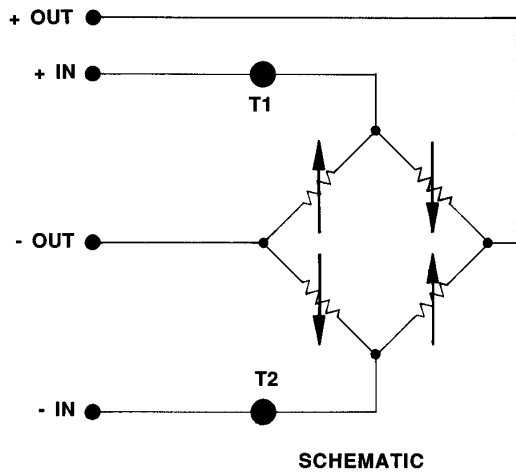 + OUT
+ IN
T1
- OUT
T2
- IN
SCHEMATIC